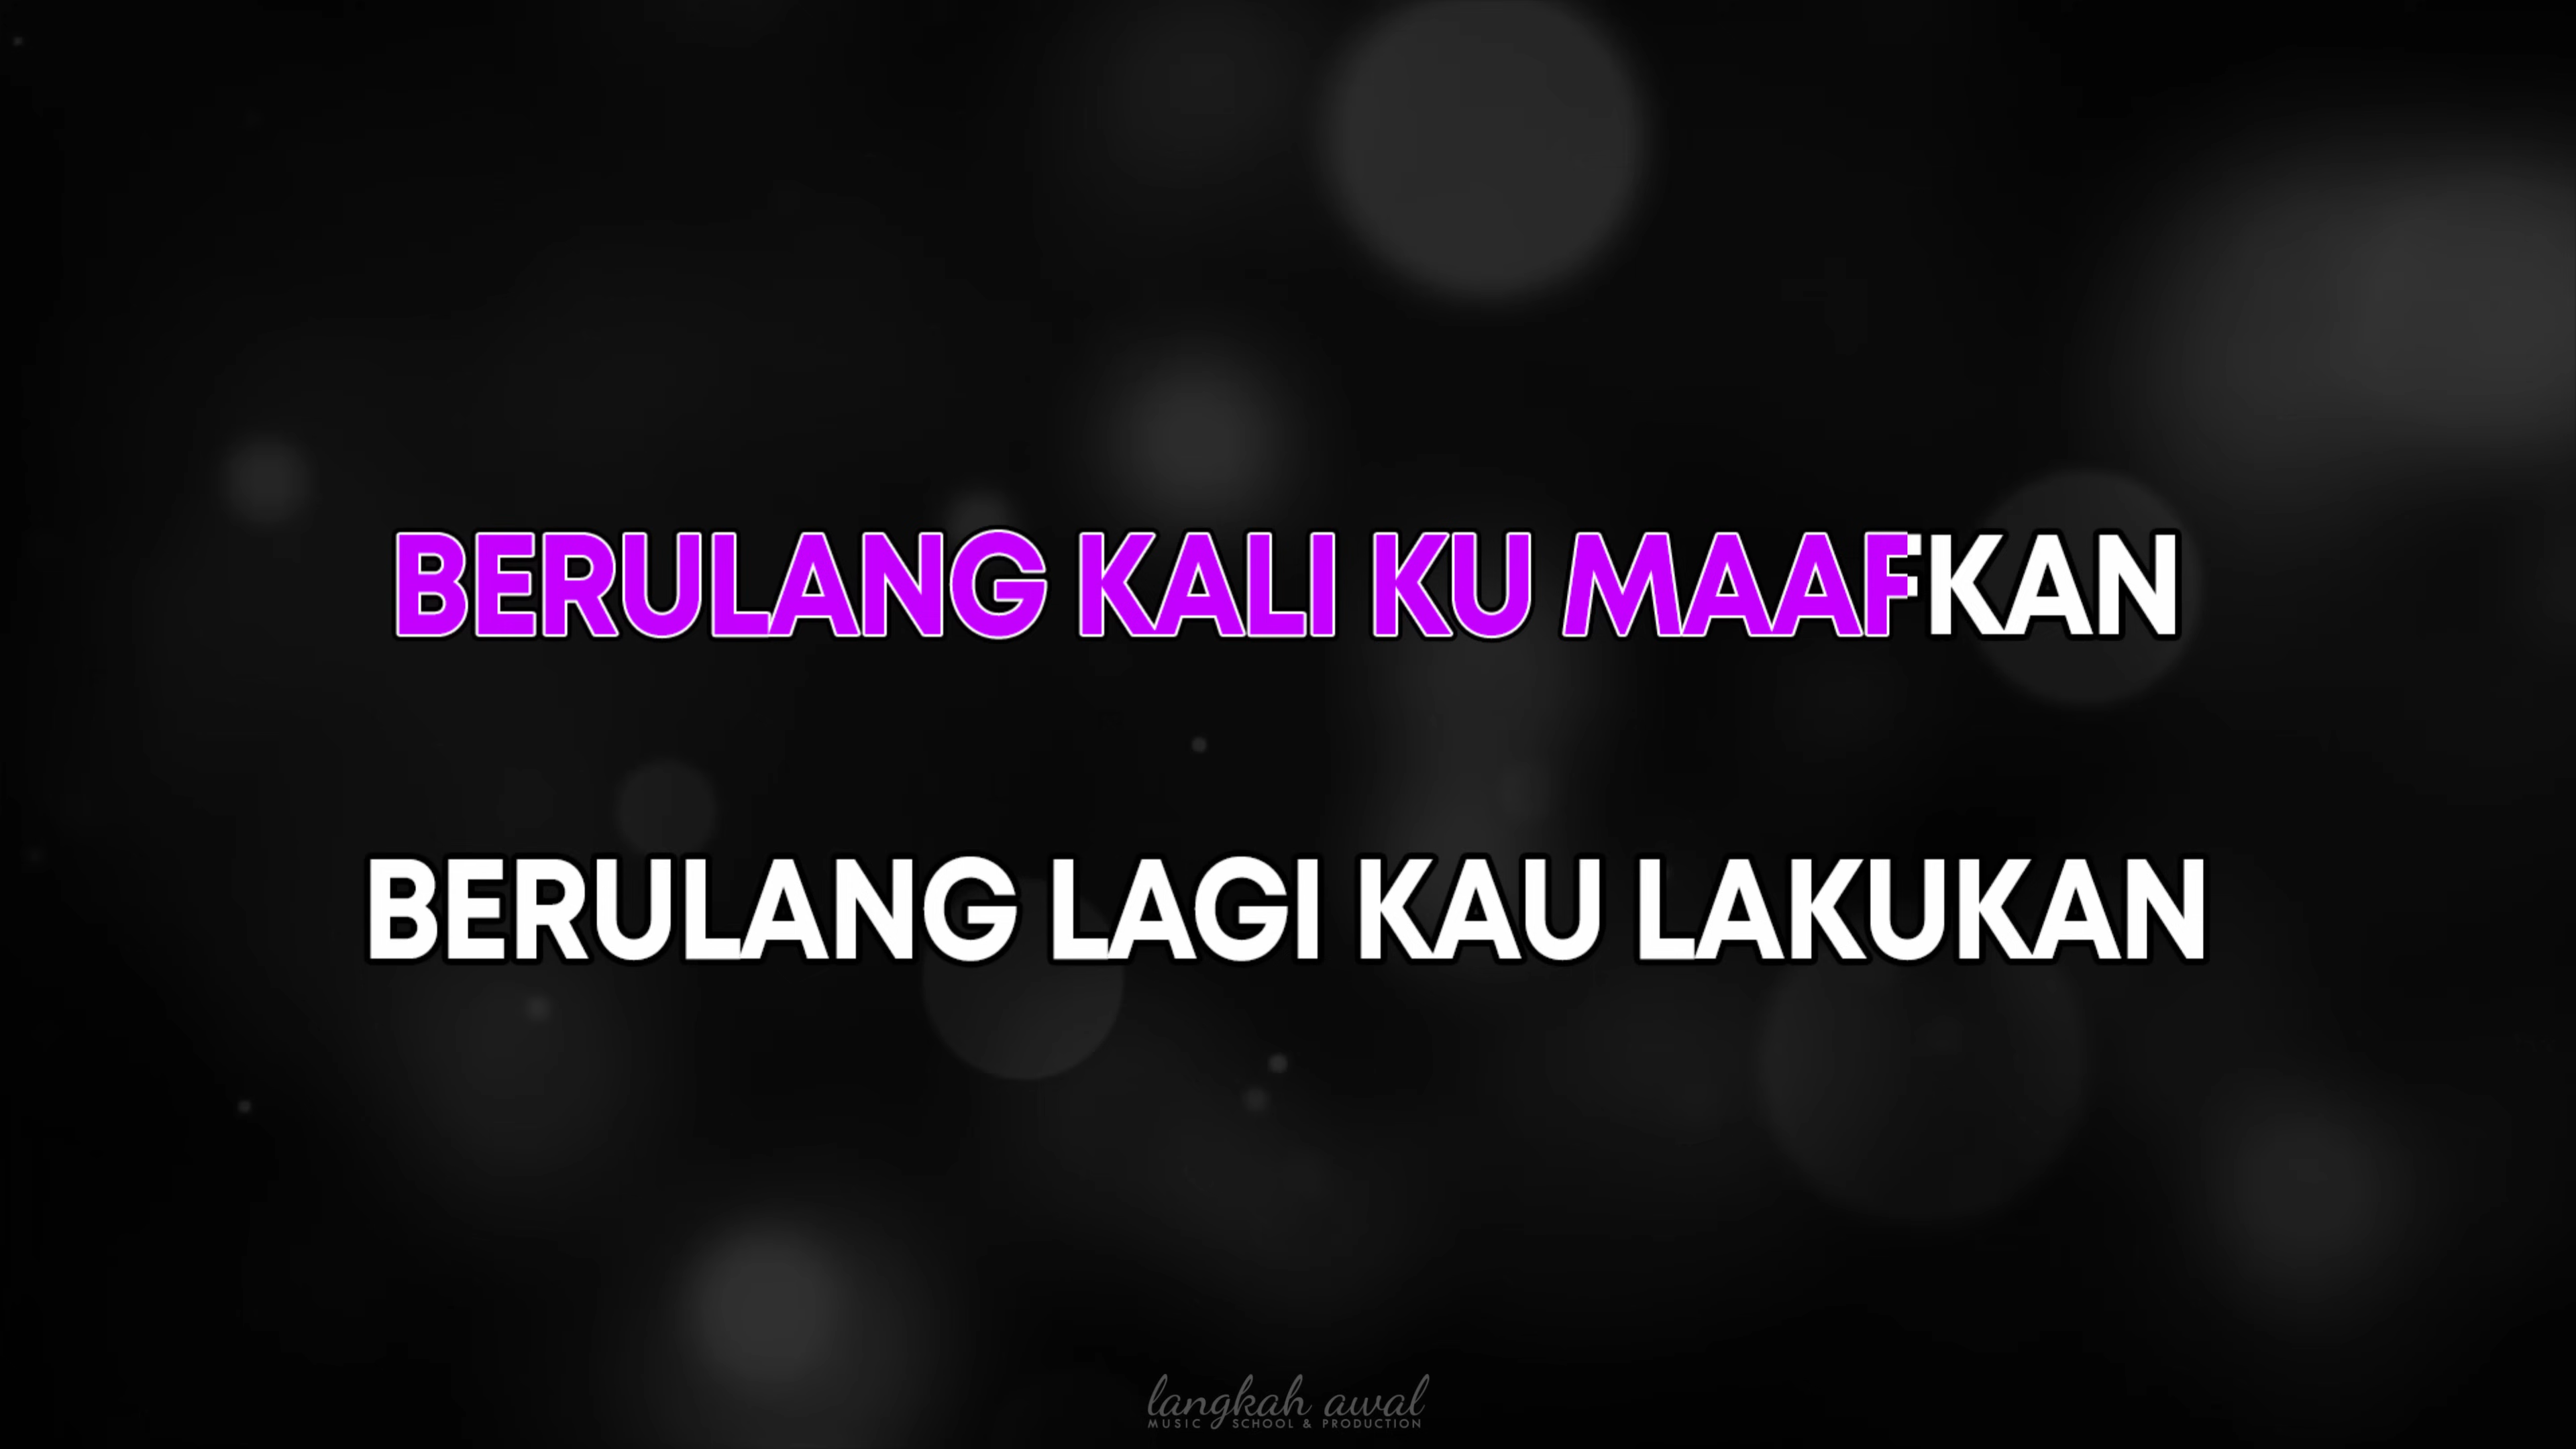 BERULANG KALI KU MAAFKAN
BERULANG LAGI KAU LAKUKAN
langkah awal
MUSIC SCHOOL & PRODUCTION